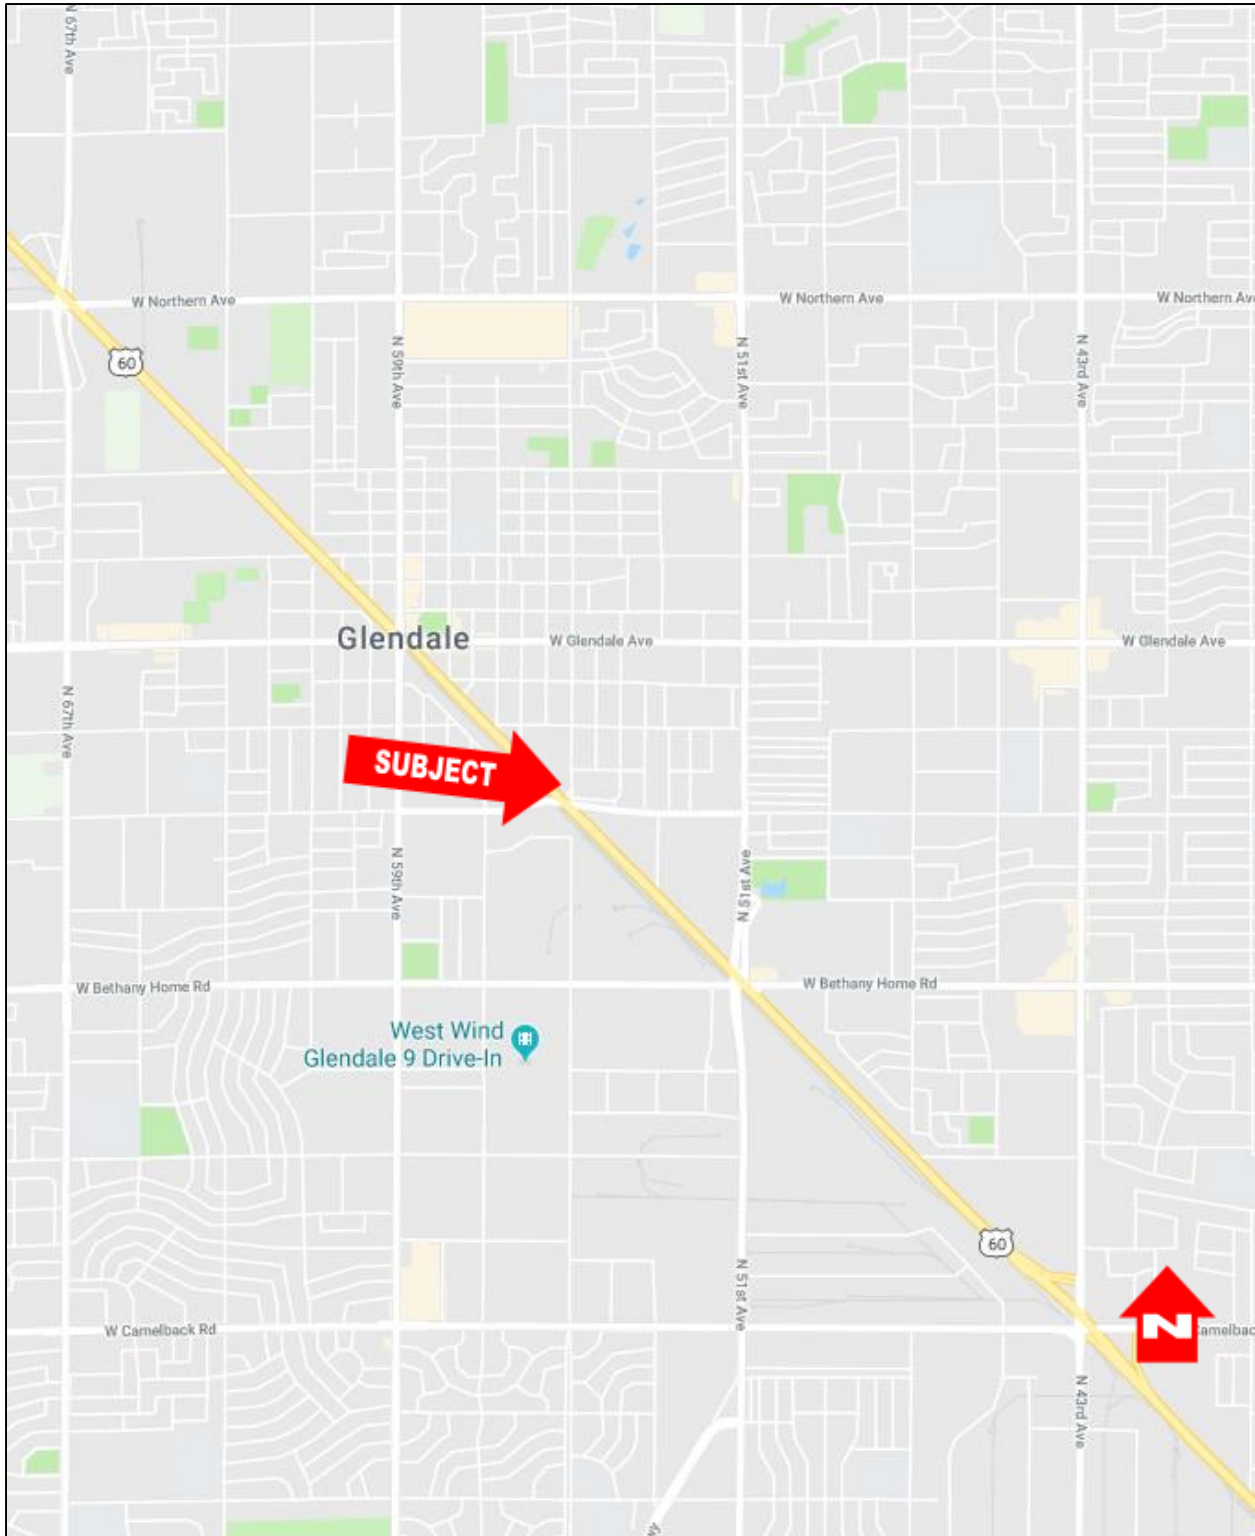 N 67th Ave
W Northern Ave
W Northern Ave
W Northern Ave
60
N 59th Ave
N 51st Ave
N 43rd Ave
Glendale
W Glendale Ave
W Glendale Ave
N 67th Ave
SUBJECT
N 59th Ave
N 51st Ave
W Bethany Home Rd
W Bethany Home Rd
West Wind
Glendale 9 Drive-In
60
N 51st Ave
N
W Camelback Rd
Camelbac
N 43rd Ave
wy